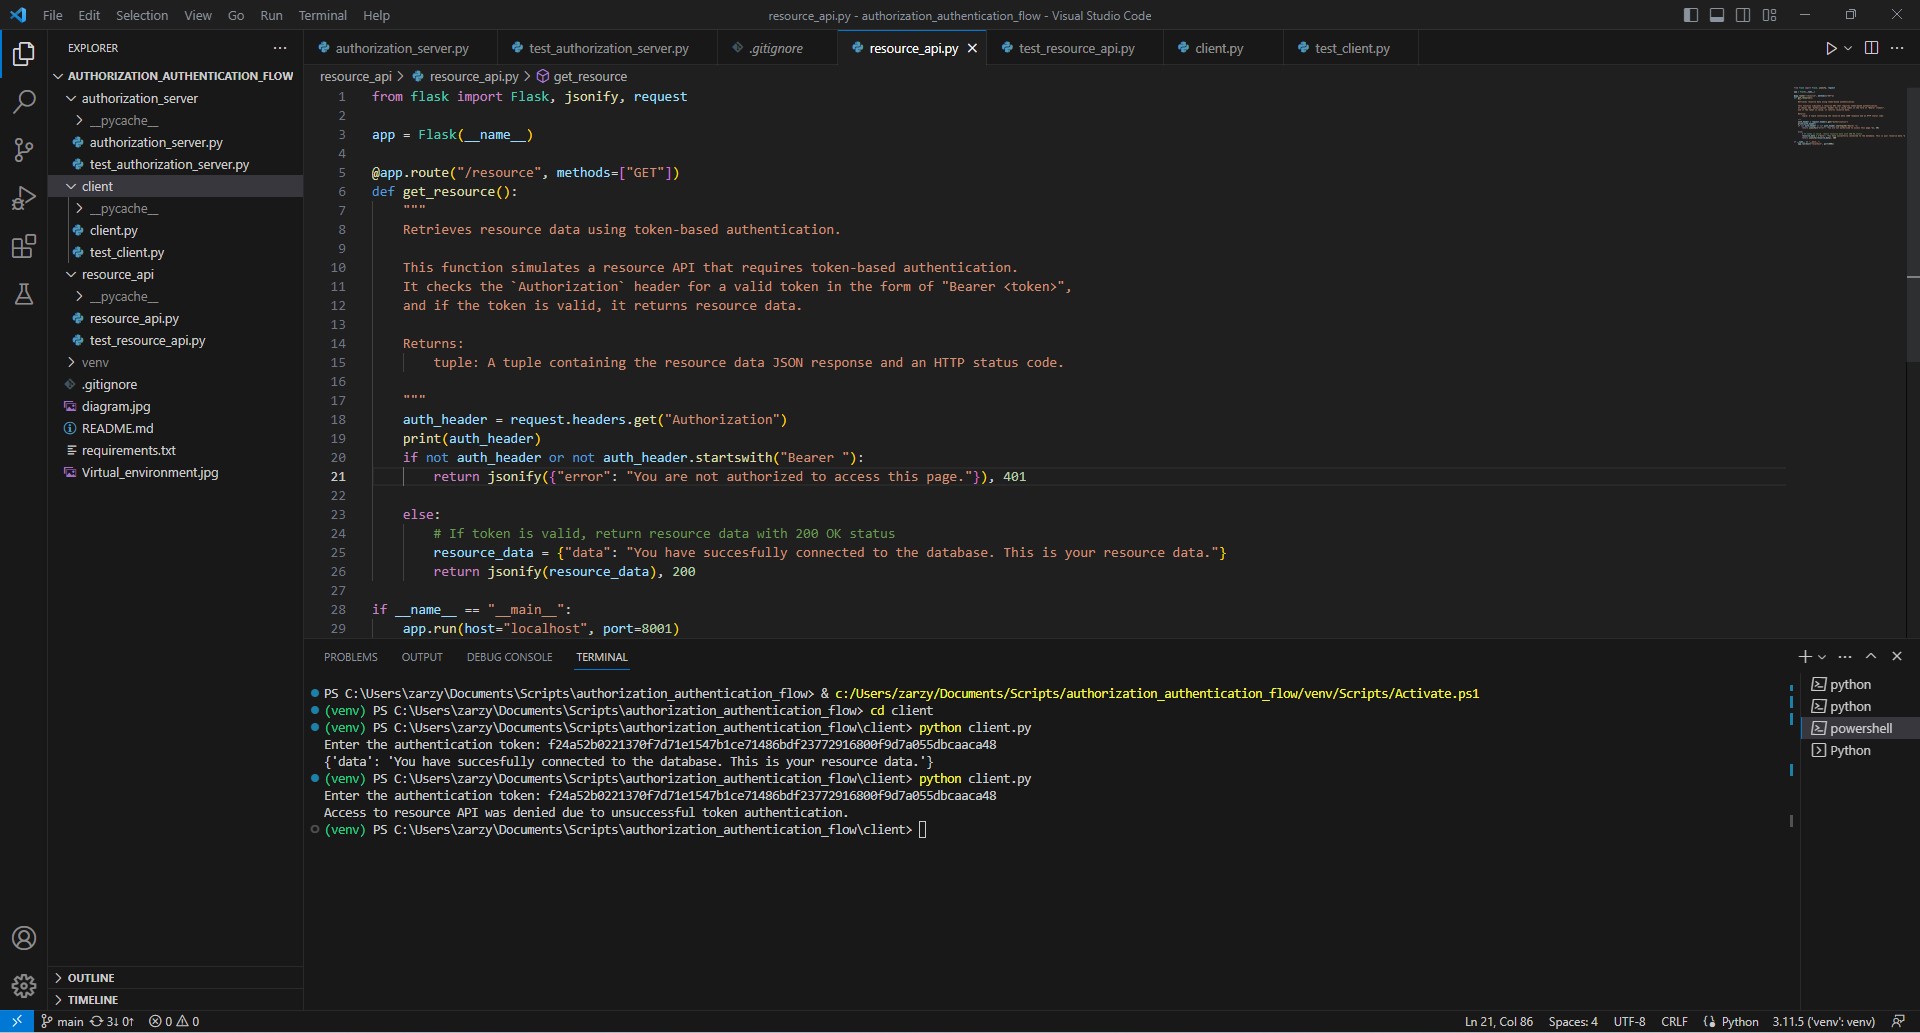 File Edit Selection View Go Run Terminal Help
resource_api.py - authorization_authentication_flow - Visual Studio Code
EXPLORER
AUTHORIZATION_AUTHENTICATION_FLOW
authorization_server
__pycache__
authorization_server.py
test_authorization_server.py
client
__pycache__
client.py
test_client.py
resource_api
__pycache__
resource_api.py
test_resource_api.py
venv
.gitignore
diagram.jpg
README.md
requirements.txt
Virtual_environment.jpg
OUTLINE
TIMELINE
authorization_server.py test_authorization_server.py .gitignore resource_api.py test_resource_api.py client.py test_client.py
resource_api > resource_api.py > get_resource
1 from flask import Flask, jsonify, request
2
3 app = Flask(__name__)
4
5 @app.route("/resource", methods=["GET"])
6 def get_resource():
7 """
8 Retrieves resource data using token-based authentication.
9
10 This function simulates a resource API that requires token-based authentication.
11 It checks the `Authorization` header for a valid token in the form of "Bearer <token>",
12 and if the token is valid, it returns resource data.
13
14 Returns:
15 tuple: A tuple containing the resource data JSON response and an HTTP status code.
16
17 """
18 auth_header = request.headers.get("Authorization")
19 print(auth_header)
20 if not auth_header or not auth_header.startswith("Bearer "):
21 return jsonify({"error": "You are not authorized to access this page."}), 401
22
23 else:
24 # If token is valid, return resource data with 200 OK status
25 resource_data = {"data": "You have succesfully connected to the database. This is your resource data."}
26 return jsonify(resource_data), 200
27
28 if __name__ == "__main__":
29 app.run(host="localhost", port=8001)
PROBLEMS OUTPUT DEBUG CONSOLE TERMINAL
PS C:\Users\zarzy\Documents\Scripts\authorization_authentication_flow> & c:/Users/zarzy/Documents/Scripts/authorization_authentication_flow/venv/Scripts/Activate.ps1
(venv) PS C:\Users\zarzy\Documents\Scripts\authorization_authentication_flow> cd client
(venv) PS C:\Users\zarzy\Documents\Scripts\authorization_authentication_flow\client> python client.py
Enter the authentication token: f24a52b0221370f7d71e1547b1ce71486bdf23772916800f9d7a055dbcaaca48
{'data': 'You have succesfully connected to the database. This is your resource data.'}
(venv) PS C:\Users\zarzy\Documents\Scripts\authorization_authentication_flow\client> python client.py
Enter the authentication token: f24a52b0221370f7d71e1547b1ce71486bdf23772916800f9d7a055dbcaaca48
Access to resource API was denied due to unsuccessful token authentication.
(venv) PS C:\Users\zarzy\Documents\Scripts\authorization_authentication_flow\client>
python
python
powershell
Python
main 3↓ 0↑ 0 0
Ln 21, Col 86 Spaces: 4 UTF-8 CRLF Python 3.11.5 ('venv': venv)